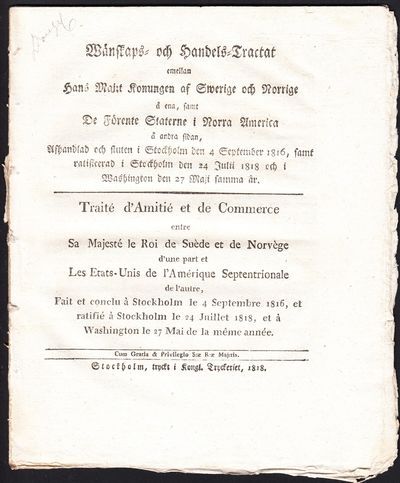 Wänskaps- och Handels-Tractat
emellan
Hans Maj:t Konungen af Swerige och Norrige
å ena, samt
De Förente Staterne i Norra America
å andra sidan,
Afhandlad och sluten i Stockholm den 4 September 1816, samt
ratificerad i Stockholm den 24 Julii 1818 och i
Washington den 27 Maji samma år.
Traité d'Amitié et de Commerce
entre
Sa Majesté le Roi de Suède et de Norvège
d'une part et
Les Etats-Unis de l'Amérique Septentrionale
de l'autre,
Fait et conclu à Stockholm le 4 Septembre 1816, et
ratifié à Stockholm le 24 Juillet 1818, et à
Washington le 27 Mai de la méme année.
Cum Gratia & Privilegio S:æ R:æ Maj:tis.
Stockholm, tryckt i Kongl. Tryckeriet, 1818.